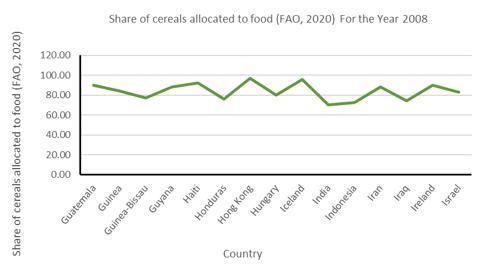 Share of cereals allocated to food (FAO, 2020) For the Year 2008
Share of cereals allocated to food (FAO, 2020)
120.00
100.00
80.00
60.00
40.00
20.00
0.00
Guatemala
Guinea
Guinea-Bissau
Guyana
Haiti
Honduras
Hong Kong
Hungary
Iceland
India
Indonesia
Iran
Iraq
Ireland
Israel
Country